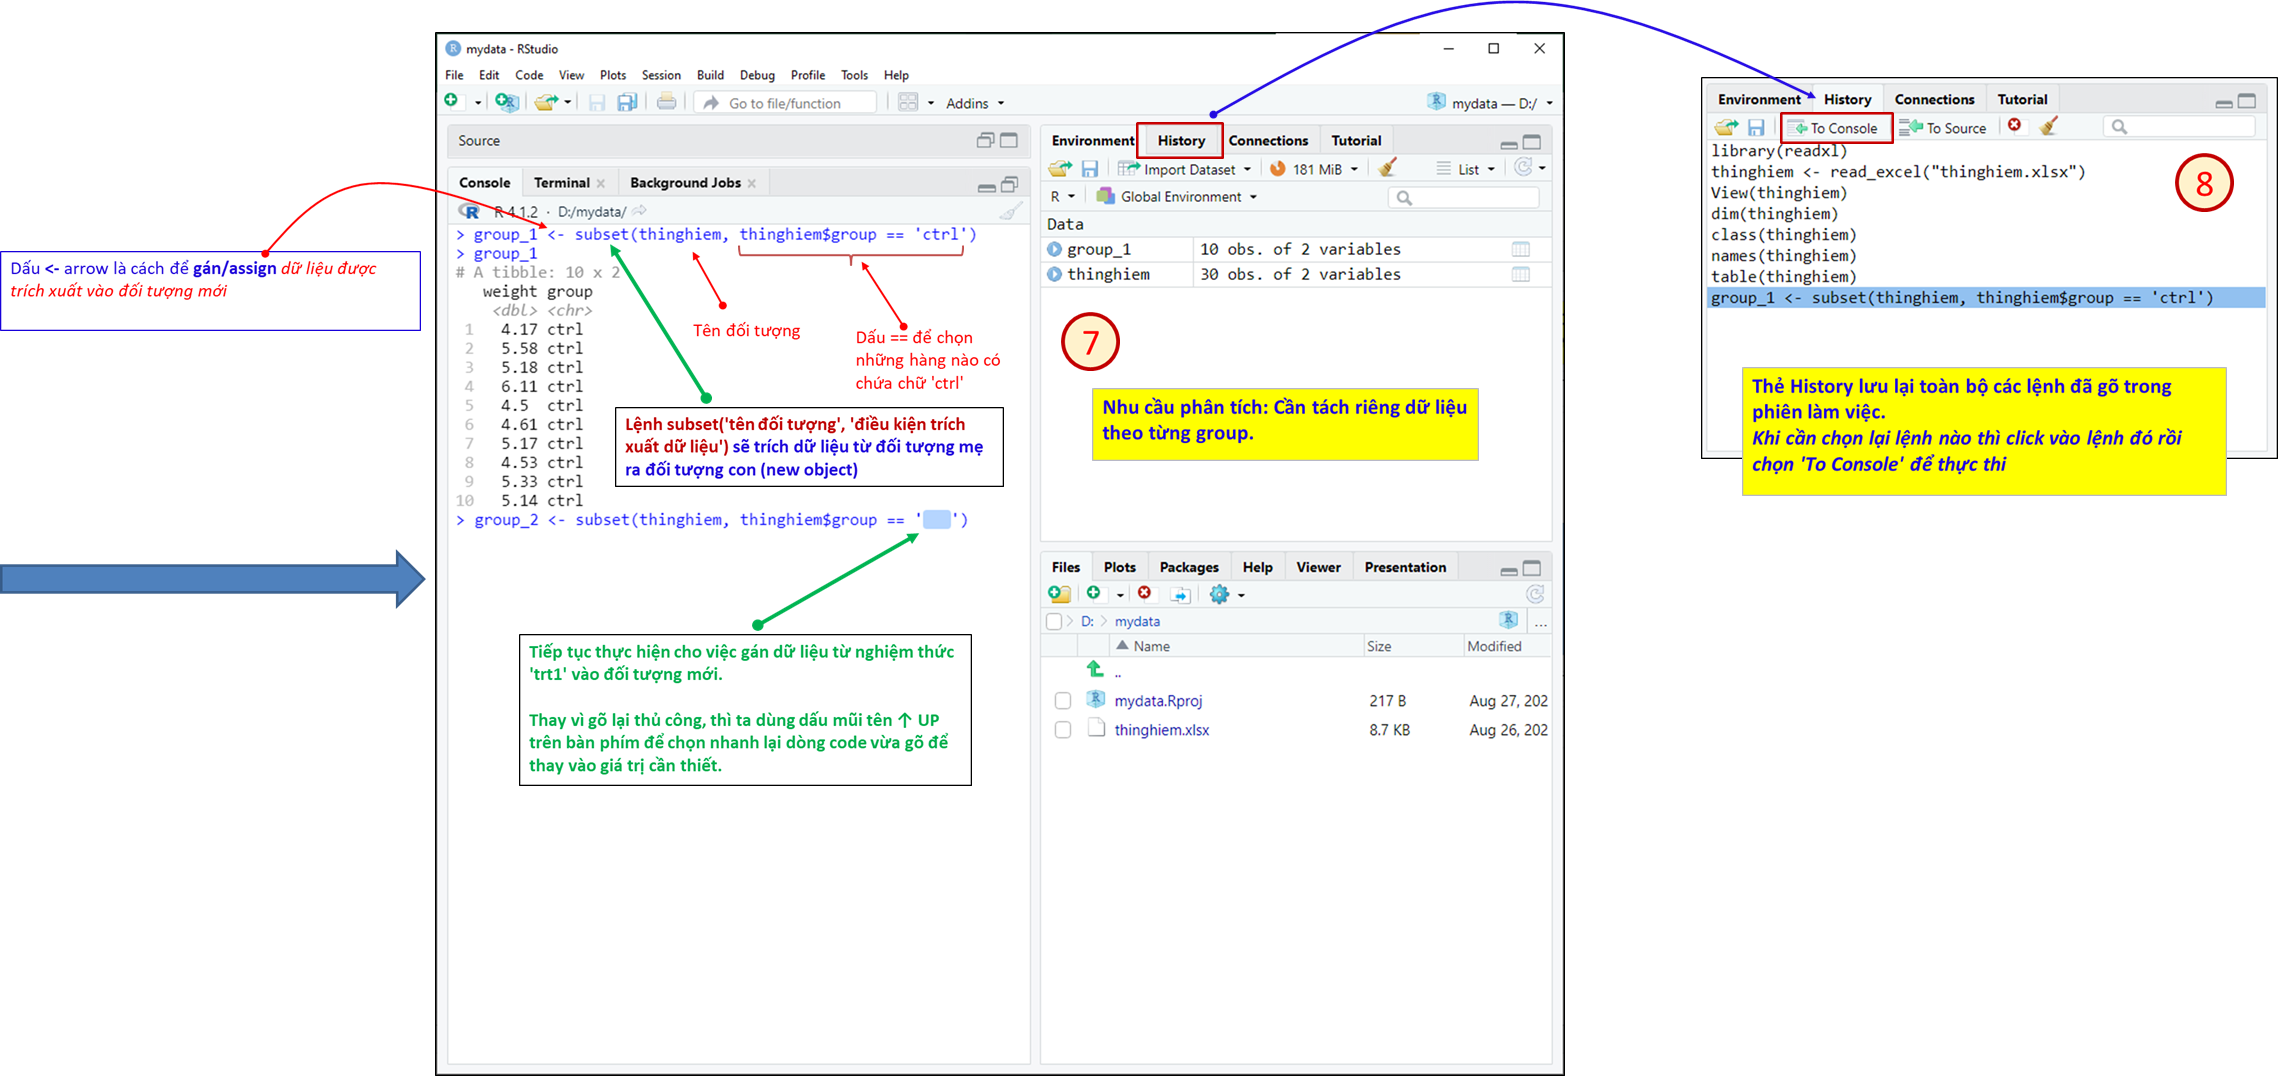 mydata - RStudio
File Edit Code View Plots Session Build Debug Profile Tools Help
Go to file/function Addins mydata — D:/
Source
Console Terminal Background Jobs
R 4.1.2 · D:/mydata/
> group_1 <- subset(thinghiem, thinghiem$group == 'ctrl')
> group_1
# A tibble: 10 x 2
weight group
<dbl> <chr>
1 4.17 ctrl
2 5.58 ctrl
3 5.18 ctrl
4 6.11 ctrl
5 4.5 ctrl
6 4.61 ctrl
7 5.17 ctrl
8 4.53 ctrl
9 5.33 ctrl
10 5.14 ctrl
> group_2 <- subset(thinghiem, thinghiem$group == ' ')
Dấu <- arrow là cách để gán/assign dữ liệu được
trích xuất vào đối tượng mới
Tên đối tượng
Dấu == để chọn
những hàng nào có
chứa chữ 'ctrl'
Lệnh subset('tên đối tượng', 'điều kiện trích
xuất dữ liệu') sẽ trích dữ liệu từ đối tượng mẹ
ra đối tượng con (new object)
Tiếp tục thực hiện cho việc gán dữ liệu từ nghiệm thức
'trt1' vào đối tượng mới.
Thay vì gõ lại thủ công, thì ta dùng dấu mũi tên ↑ UP
trên bàn phím để chọn nhanh lại dòng code vừa gõ để
thay vào giá trị cần thiết.
Environment History Connections Tutorial
Import Dataset 181 MiB List
R Global Environment
Data
group_1 10 obs. of 2 variables
thinghiem 30 obs. of 2 variables
7
Nhu cầu phân tích: Cần tách riêng dữ liệu
theo từng group.
Files Plots Packages Help Viewer Presentation
D: mydata ...
Name Size Modified
..
mydata.Rproj 217 B Aug 27, 202
thinghiem.xlsx 8.7 KB Aug 26, 202
Environment History Connections Tutorial
To Console To Source
library(readxl)
thinghiem <- read_excel("thinghiem.xlsx")
View(thinghiem)
dim(thinghiem)
class(thinghiem)
names(thinghiem)
table(thinghiem)
group_1 <- subset(thinghiem, thinghiem$group == 'ctrl')
8
Thẻ History lưu lại toàn bộ các lệnh đã gõ trong
phiên làm việc.
Khi cần chọn lại lệnh nào thì click vào lệnh đó rồi
chọn 'To Console' để thực thi